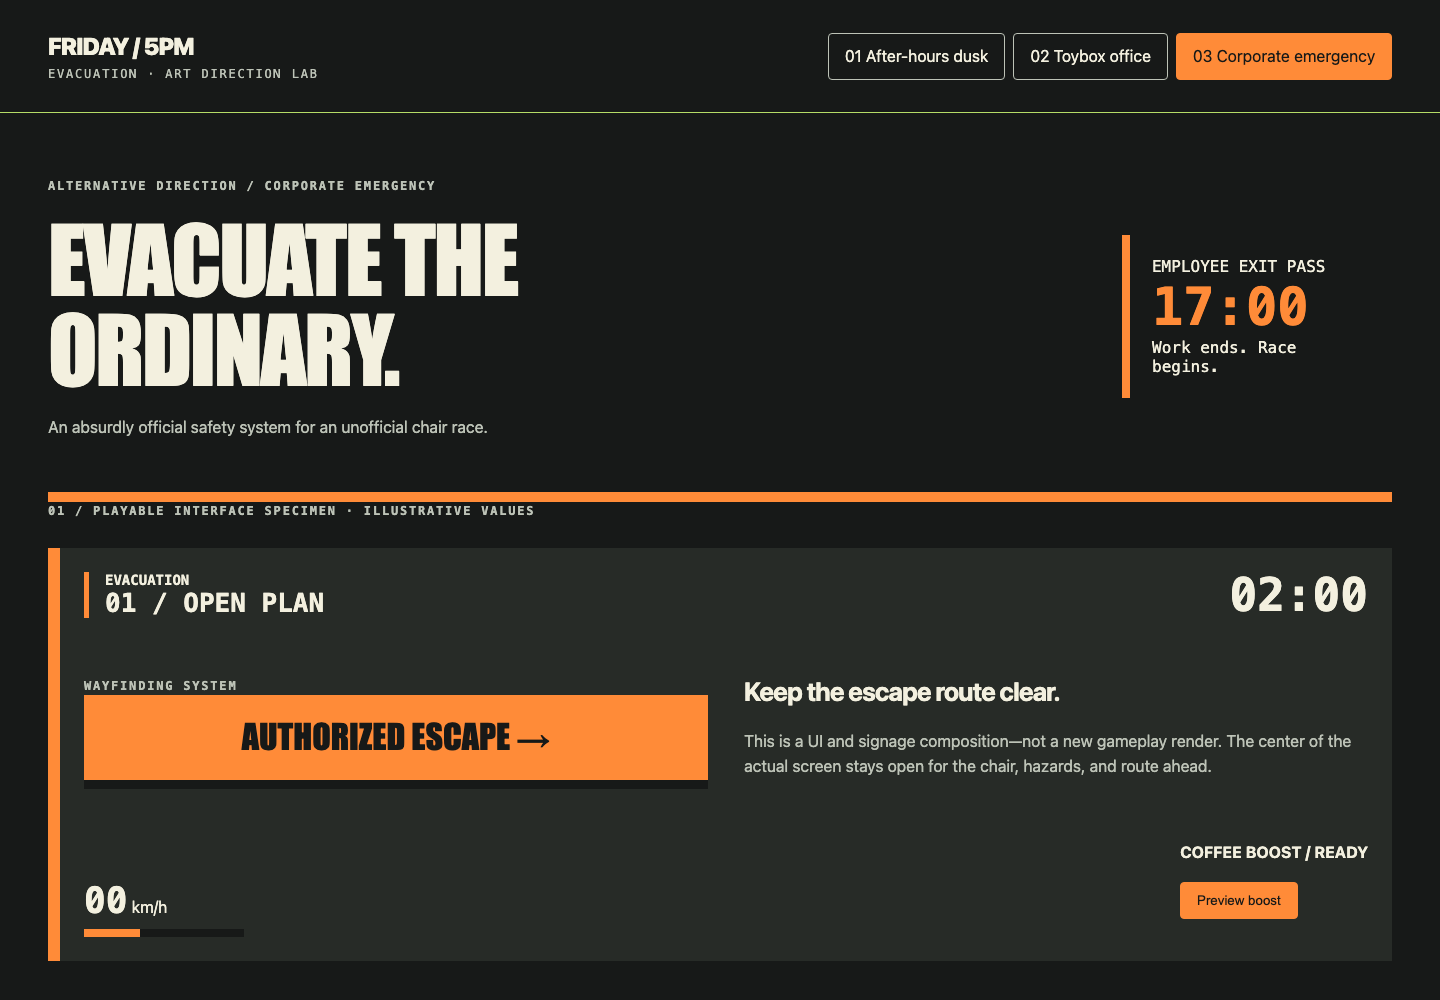 FRIDAY / 5PM
EVACUATION · ART DIRECTION LAB
01 After-hours dusk
02 Toybox office
03 Corporate emergency
ALTERNATIVE DIRECTION / CORPORATE EMERGENCY
EVACUATE THE
ORDINARY.
An absurdly official safety system for an unofficial chair race.
EMPLOYEE EXIT PASS
17:00
Work ends. Race
begins.
01 / PLAYABLE INTERFACE SPECIMEN · ILLUSTRATIVE VALUES
EVACUATION
01 / OPEN PLAN
02:00
WAYFINDING SYSTEM
AUTHORIZED ESCAPE →
Keep the escape route clear.
This is a UI and signage composition—not a new gameplay render. The center of the
actual screen stays open for the chair, hazards, and route ahead.
00 km/h
COFFEE BOOST / READY
Preview boost